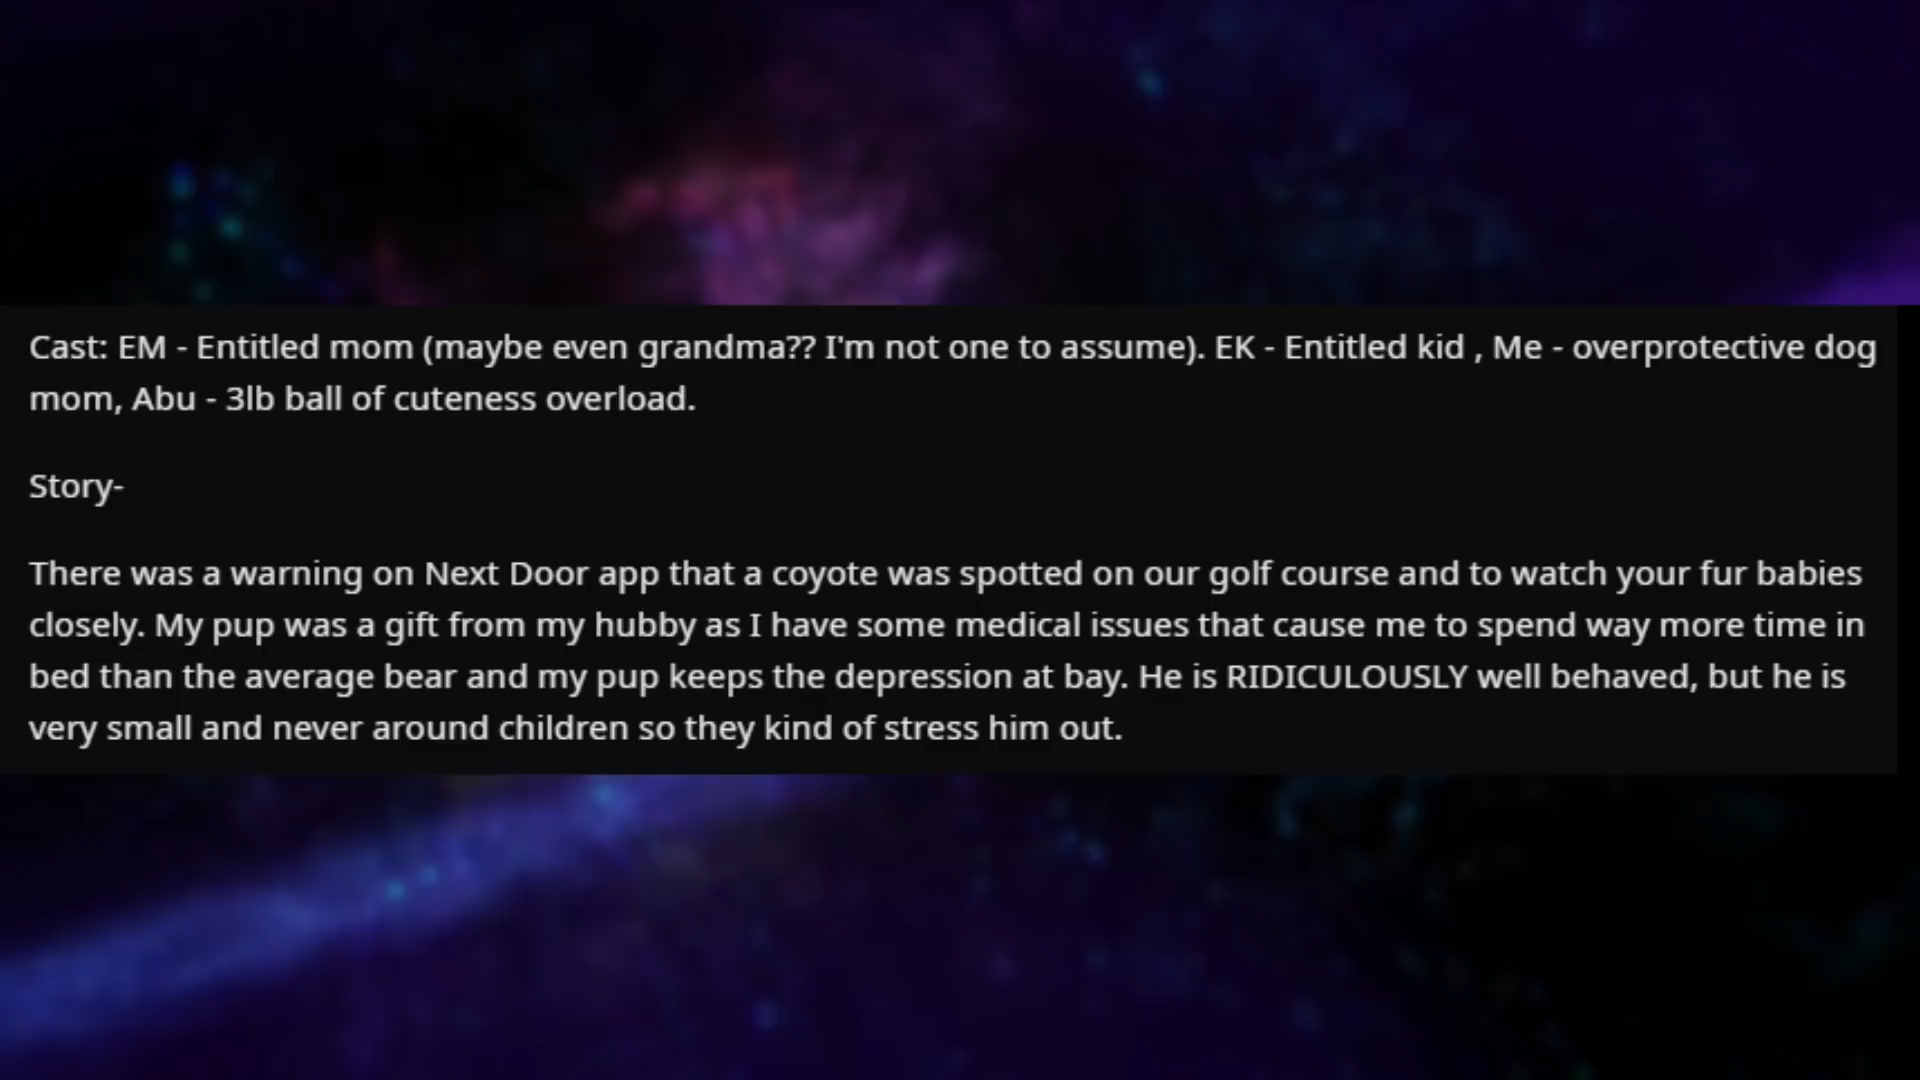 Cast: EM - Entitled mom (maybe even grandma?? I'm not one to assume). EK - Entitled kid , Me - overprotective dog
mom, Abu - 3lb ball of cuteness overload.
Story-
There was a warning on Next Door app that a coyote was spotted on our golf course and to watch your fur babies
closely. My pup was a gift from my hubby as I have some medical issues that cause me to spend way more time in
bed than the average bear and my pup keeps the depression at bay. He is RIDICULOUSLY well behaved, but he is
very small and never around children so they kind of stress him out.